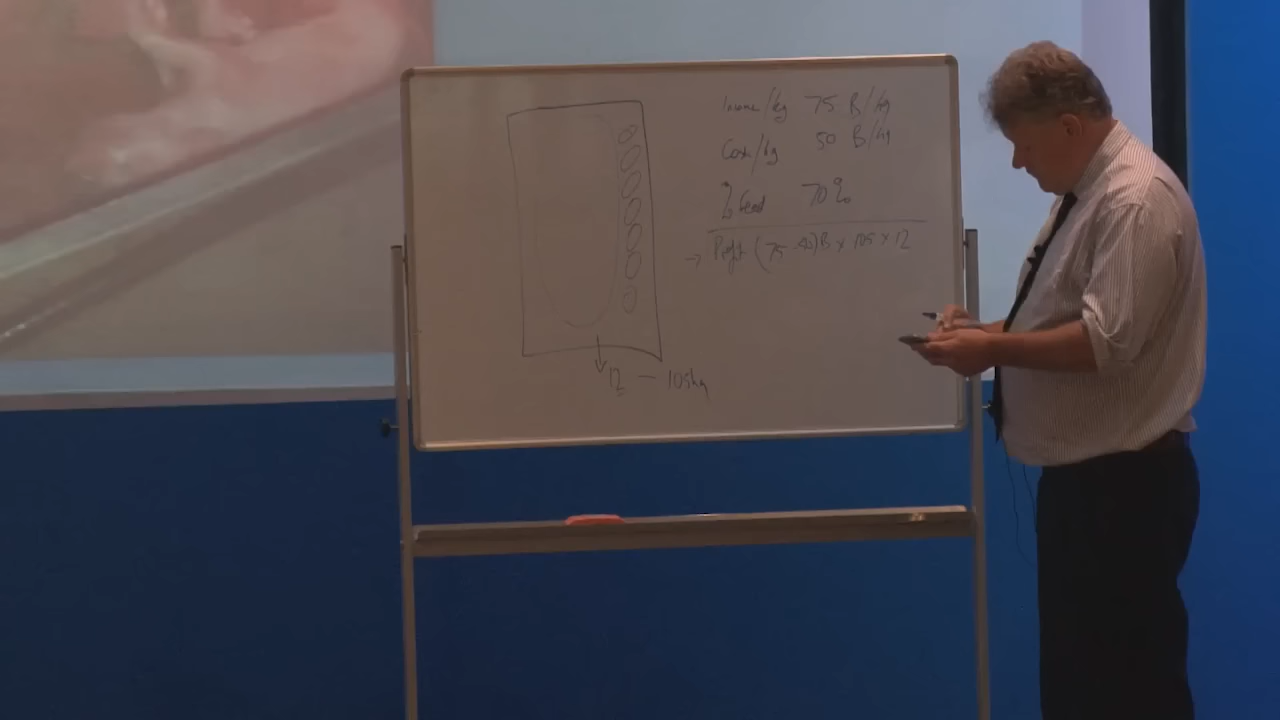 Income/kg 75 B/kg
Cost/kg 50 B/kg
% feed 70%
→ Profit (75-50)B x 105 x 12
12 — 105kg